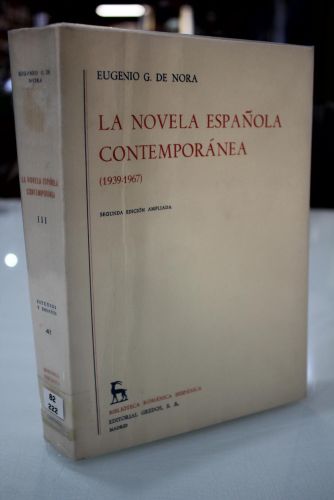 EUGENIO G. DE
NORA
LA NOVELA ESPAÑOLA
CONTEMPORÁNEA
III
ESTUDIOS
Y ENSAYOS
41
82
222
EUGENIO G. DE NORA
LA NOVELA ESPAÑOLA
CONTEMPORÁNEA
(1939-1967)
SEGUNDA EDICIÓN AMPLIADA
BIBLIOTECA ROMÁNICA HISPÁNICA
EDITORIAL GREDOS, S. A.
MADRID